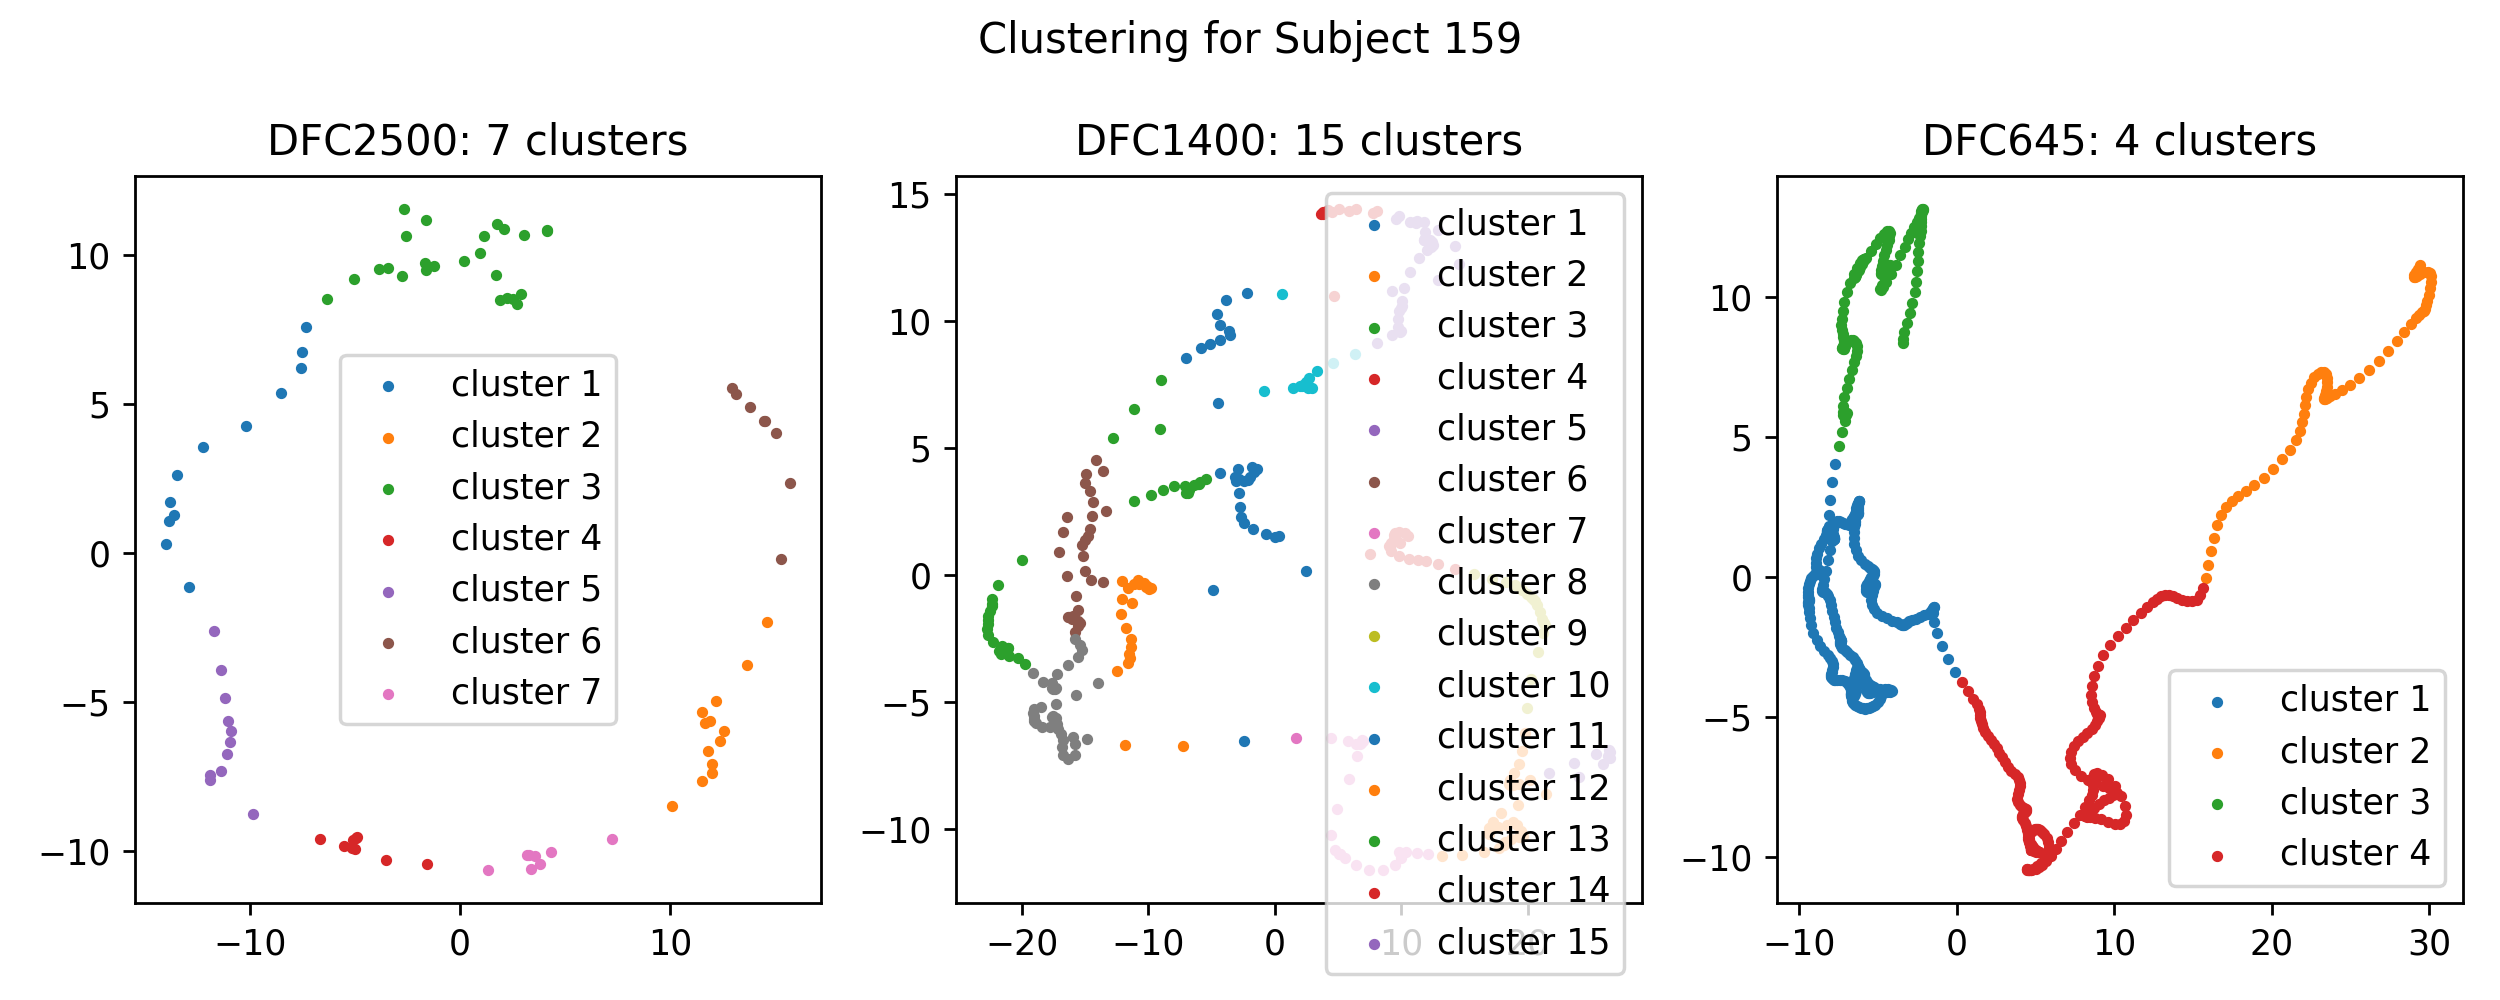 Clustering for Subject 159
DFC2500: 7 clusters
10
5
0
−5
−10
−10
0
10
cluster 1
cluster 2
cluster 3
cluster 4
cluster 5
cluster 6
cluster 7
DFC1400: 15 clusters
15
10
5
0
−5
−10
−20
−10
0
10
20
cluster 1
cluster 2
cluster 3
cluster 4
cluster 5
cluster 6
cluster 7
cluster 8
cluster 9
cluster 10
cluster 11
cluster 12
cluster 13
cluster 14
cluster 15
DFC645: 4 clusters
10
5
0
−5
−10
−10
0
10
20
30
cluster 1
cluster 2
cluster 3
cluster 4